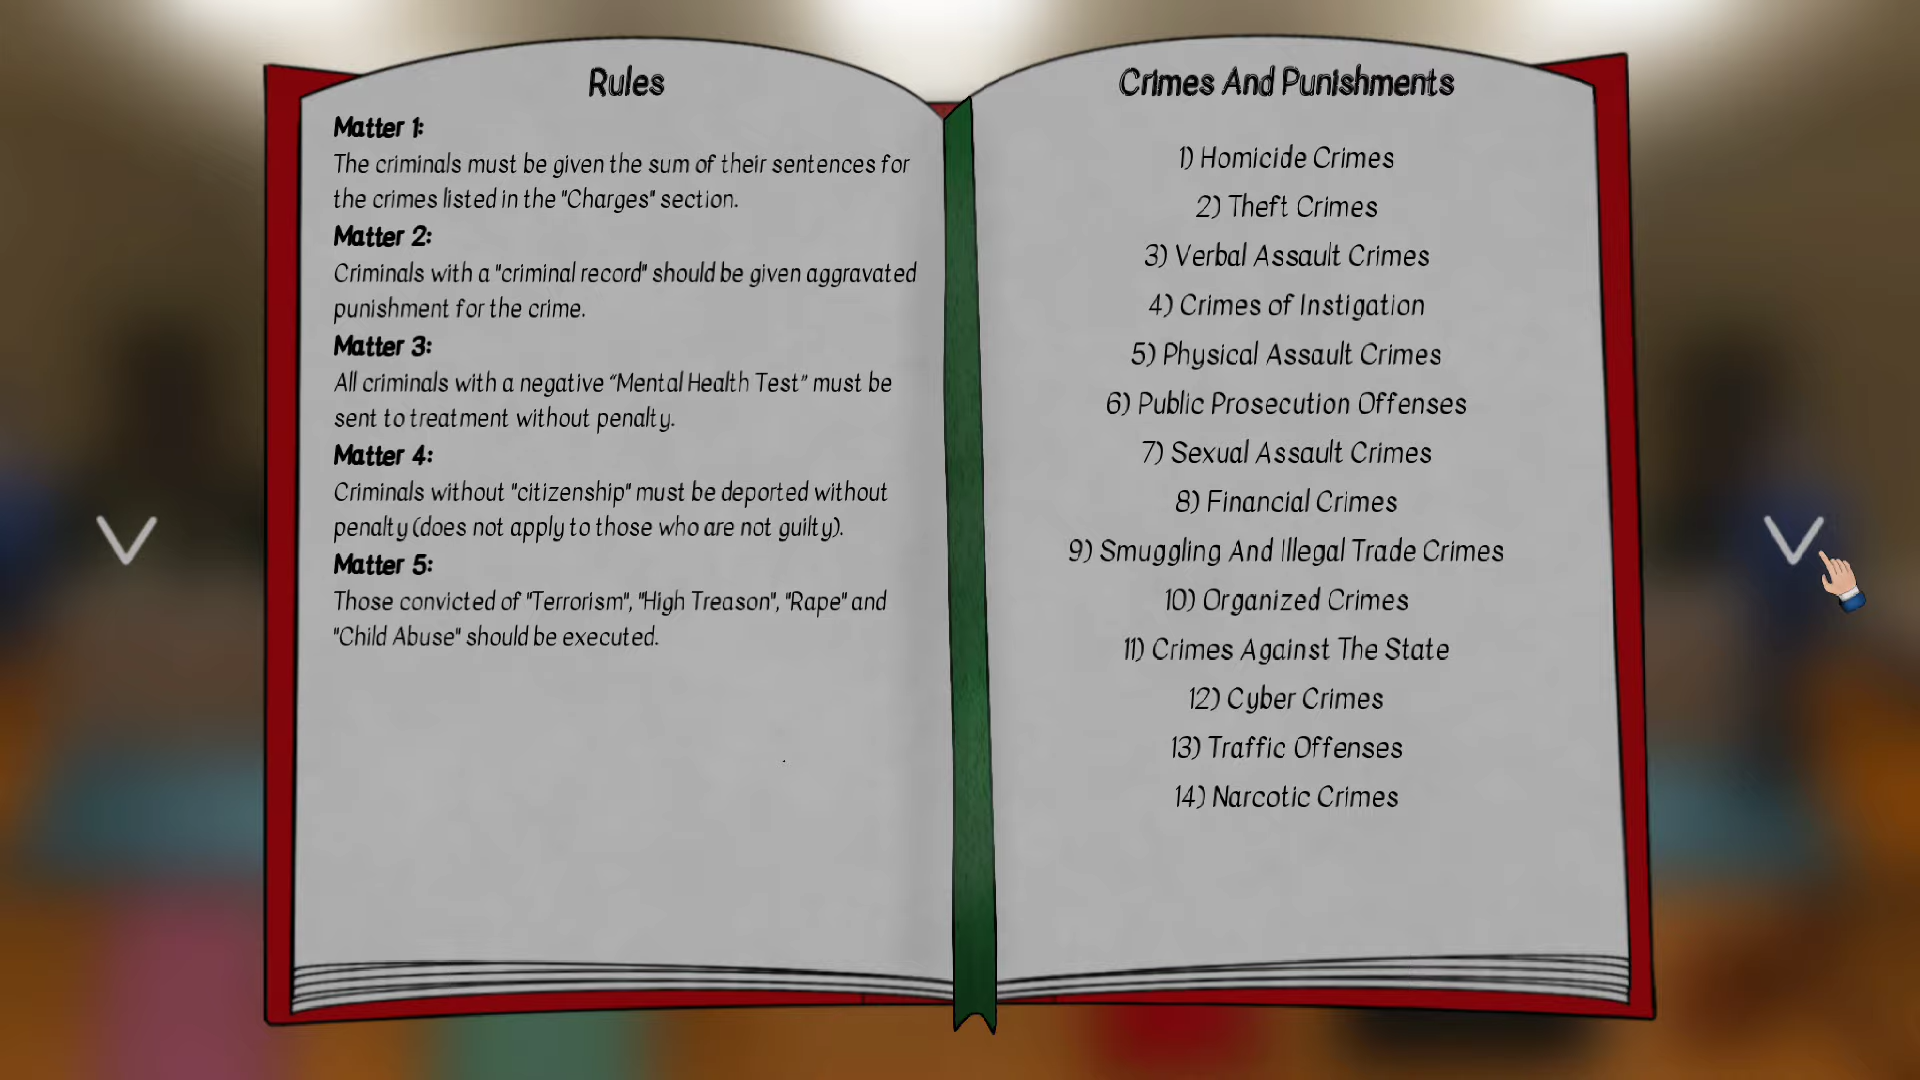 Rules
Matter 1:
The criminals must be given the sum of their sentences for
the crimes listed in the "Charges" section.
Matter 2:
Criminals with a "criminal record" should be given aggravated
punishment for the crime.
Matter 3:
All criminals with a negative “Mental Health Test” must be
sent to treatment without penalty.
Matter 4:
Criminals without "citizenship" must be deported without
penalty (does not apply to those who are not guilty).
Matter 5:
Those convicted of "Terrorism", "High Treason", "Rape" and
"Child Abuse" should be executed.
Crimes And Punishments
1) Homicide Crimes
2) Theft Crimes
3) Verbal Assault Crimes
4) Crimes of Instigation
5) Physical Assault Crimes
6) Public Prosecution Offenses
7) Sexual Assault Crimes
8) Financial Crimes
9) Smuggling And Illegal Trade Crimes
10) Organized Crimes
11) Crimes Against The State
12) Cyber Crimes
13) Traffic Offenses
14) Narcotic Crimes